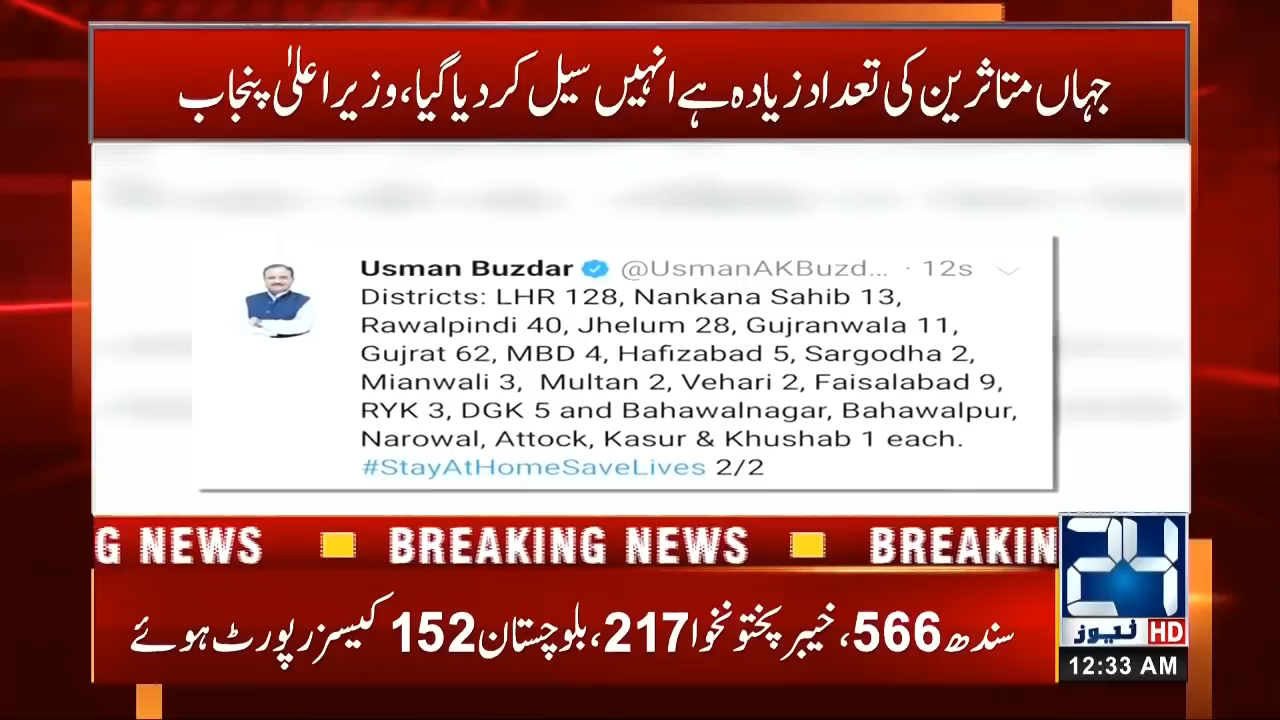 جہاں متاثرین کی تعداد زیادہ ہے انہیں سیل کر دیا گیا، وزیر اعلیٰ پنجاب
Usman Buzdar @UsmanAKBuzd... · 12s
Districts: LHR 128, Nankana Sahib 13,
Rawalpindi 40, Jhelum 28, Gujranwala 11,
Gujrat 62, MBD 4, Hafizabad 5, Sargodha 2,
Mianwali 3, Multan 2, Vehari 2, Faisalabad 9,
RYK 3, DGK 5 and Bahawalnagar, Bahawalpur,
Narowal, Attock, Kasur & Khushab 1 each.
#StayAtHomeSaveLives 2/2
G NEWS BREAKING NEWS BREAKIN
24
سندھ 566، خیبر پختونخوا 217، بلوچستان 152 کیسز رپورٹ ہوئے
نیوز HD
12:33 AM